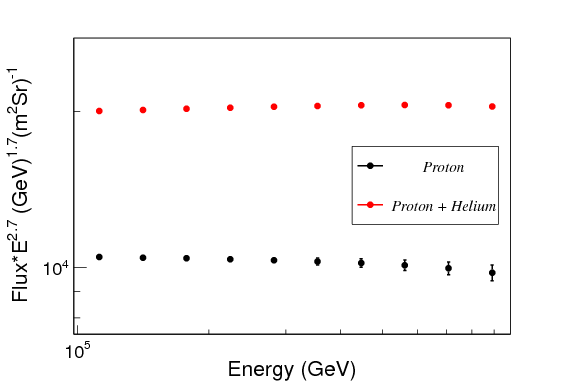 Flux*E^2.7 (GeV)^1.7(m^2Sr)^-1
Proton
Proton + Helium
10^4
10^5
Energy (GeV)